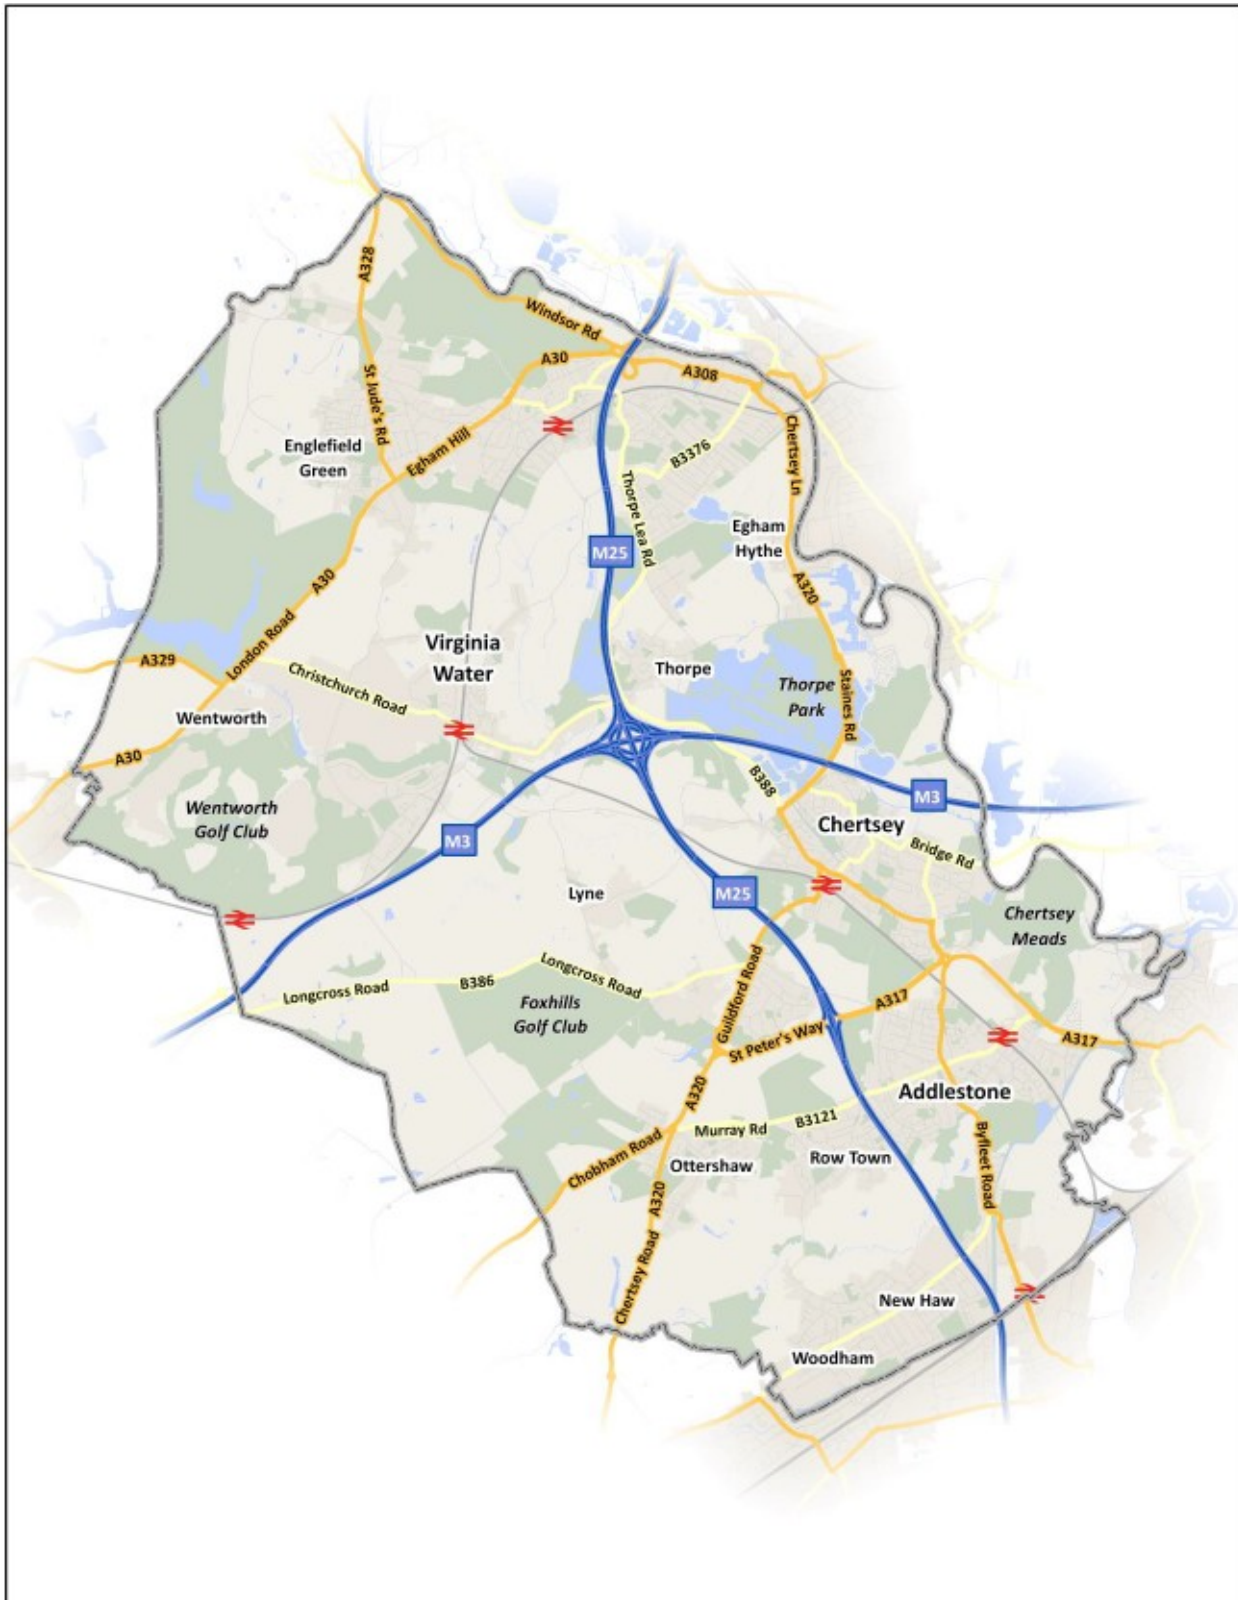 A328
Windsor Rd
A30
A308
St Jude's Rd
Chertsey Ln
Englefield
Green
Egham Hill
B3376
Thorpe Lea Rd
Egham
Hythe
M25
A30
A320
London Road
Virginia
Water
A329
Christchurch Road
Thorpe
Thorpe
Park
Staines Rd
Wentworth
A30
B388
M3
Wentworth
Golf Club
M3
Chertsey
Bridge Rd
Lyne
M25
Chertsey
Meads
Longcross Road
B386
Longcross Road
Foxhills
Golf Club
Guildford Road
A317
St Peter's Way
A317
A320
Addlestone
Murray Rd
B3121
Chobham Road
Ottershaw
Row Town
Byfleet Road
A320
Chertsey Road
New Haw
Woodham